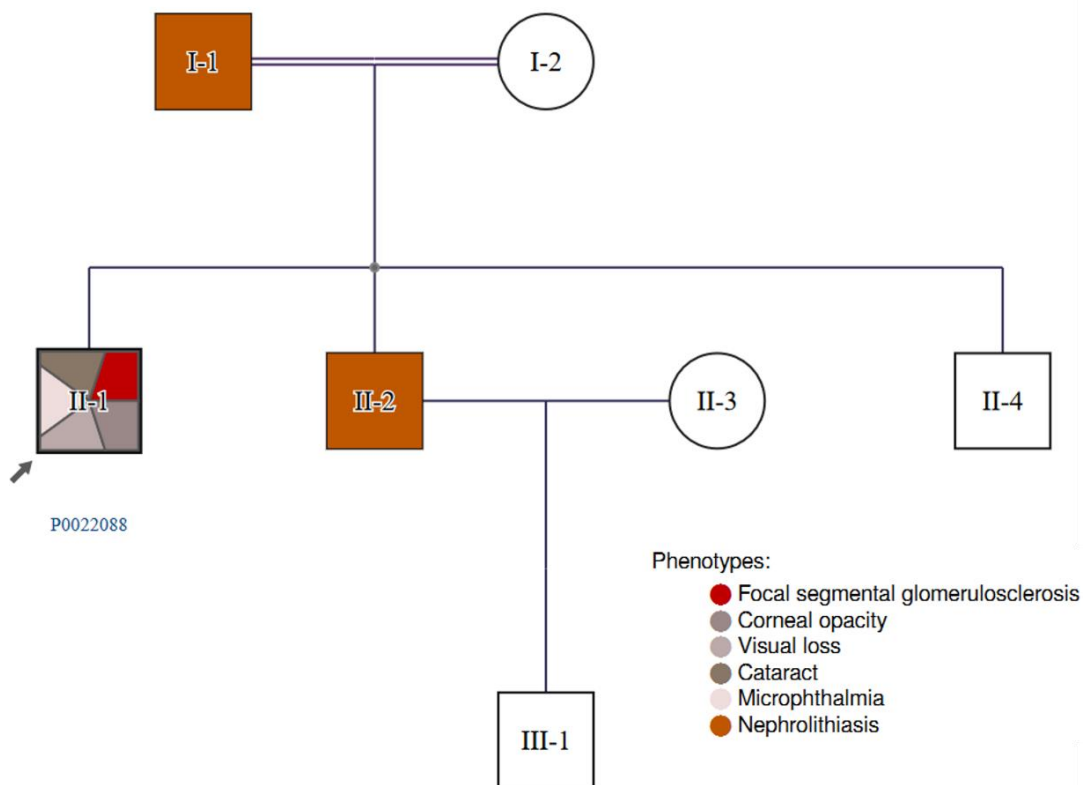 I-1
I-2
II-1
II-2
II-3
II-4
P0022088
Phenotypes:
Focal segmental glomerulosclerosis
Corneal opacity
Visual loss
Cataract
Microphthalmia
Nephrolithiasis
III-1